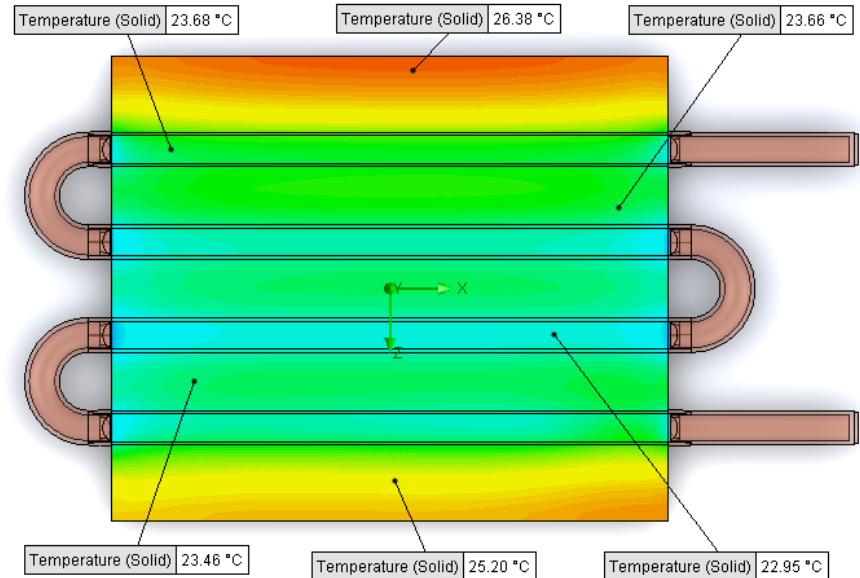 Temperature (Solid) 23.68 °C
Temperature (Solid) 26.38 °C
Temperature (Solid) 23.66 °C
Y X
Z
Temperature (Solid) 23.46 °C
Temperature (Solid) 25.20 °C
Temperature (Solid) 22.95 °C